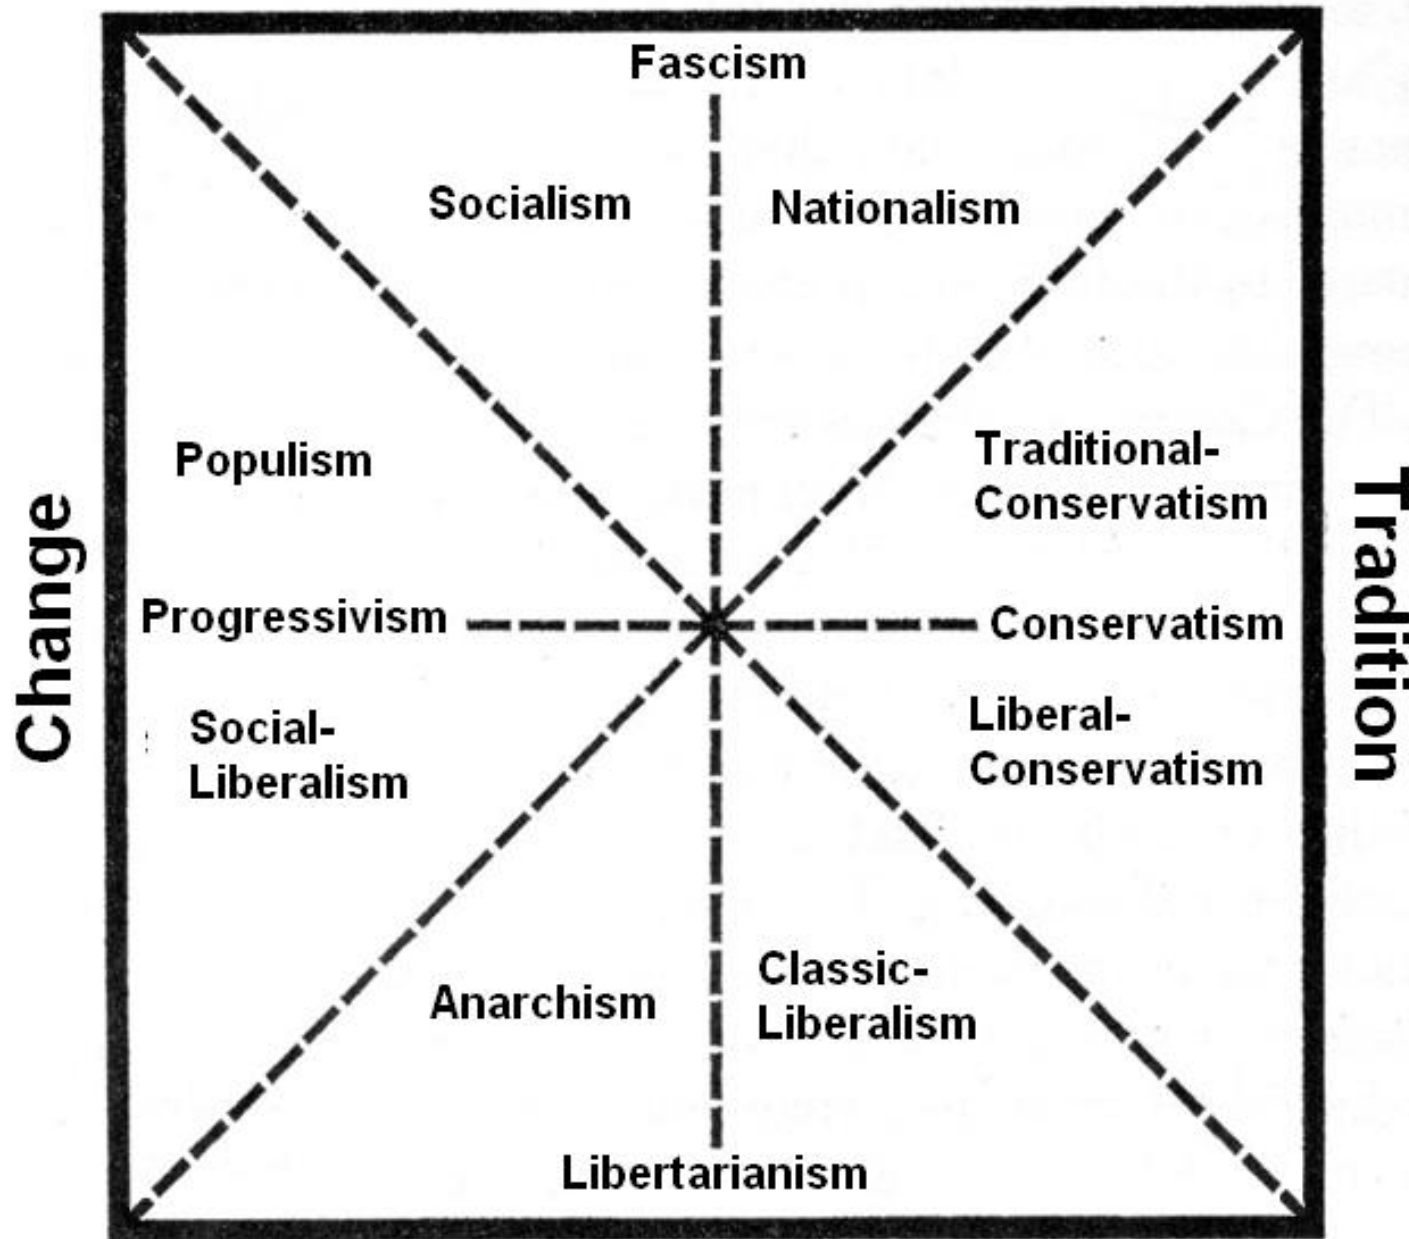 Fascism
Socialism
Nationalism
Populism
Traditional-
Conservatism
Change
Tradition
Progressivism
Conservatism
Social-
Liberalism
Liberal-
Conservatism
Anarchism
Classic-
Liberalism
Libertarianism